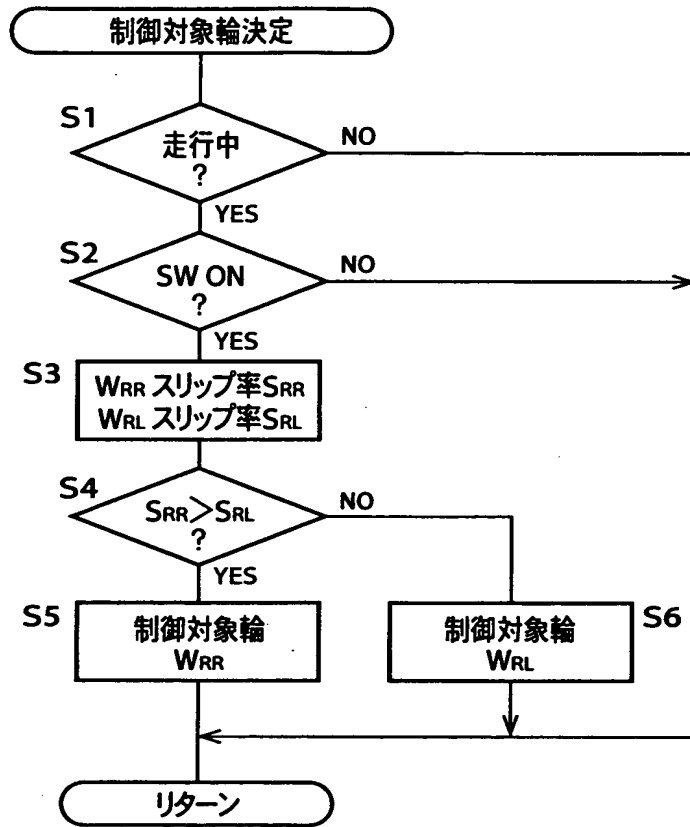 制御対象輪決定
S1
走行中
?
NO
YES
S2
SW ON
?
NO
YES
S3
WRR スリップ率SRR
WRL スリップ率SRL
S4
SRR>SRL
?
NO
YES
S5
制御対象輪
WRR
制御対象輪
WRL
S6
リターン